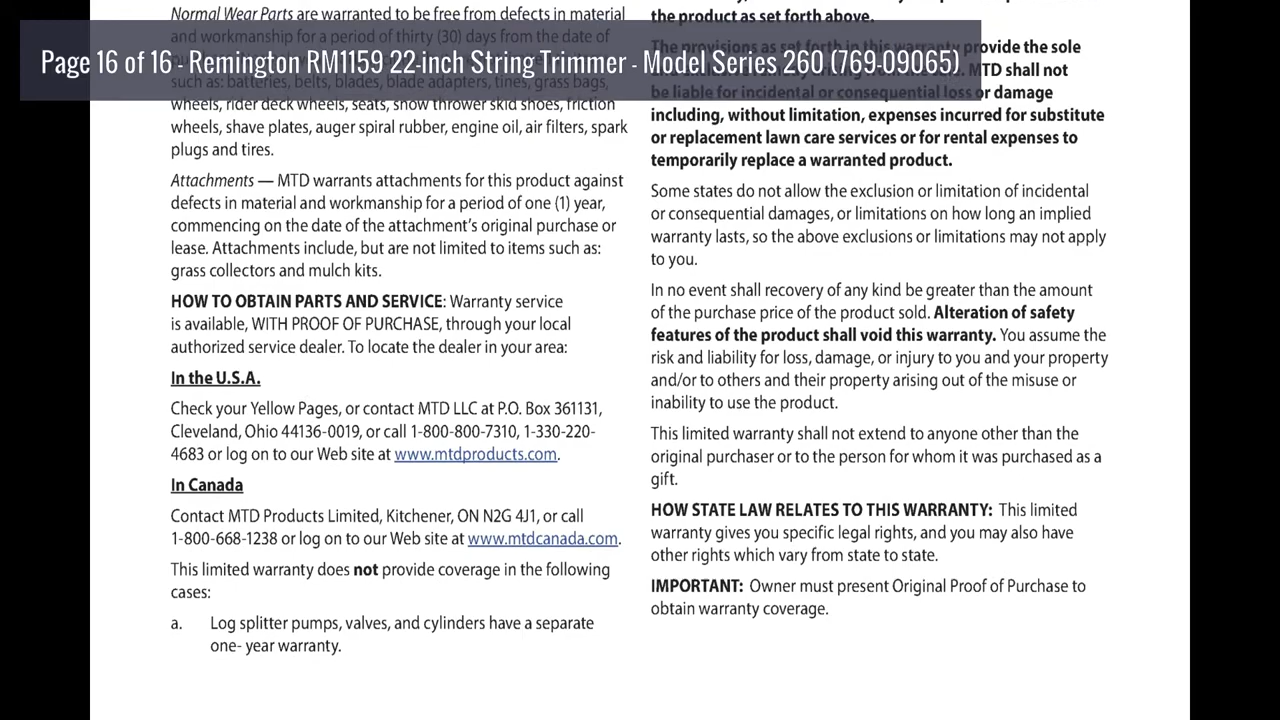 Page 16 of 16 - Remington RM1159 22-inch String Trimmer - Model Series 260 (769-09065)
Normal Wear Parts are warranted to be free from defects in material
and workmanship for a period of thirty (30) days from the date of
such as: batteries, belts, blades, blade adapters, tines, grass bags,
wheels, rider deck wheels, seats, snow thrower skid shoes, friction
wheels, shave plates, auger spiral rubber, engine oil, air filters, spark
plugs and tires.
Attachments — MTD warrants attachments for this product against
defects in material and workmanship for a period of one (1) year,
commencing on the date of the attachment's original purchase or
lease. Attachments include, but are not limited to items such as:
grass collectors and mulch kits.
HOW TO OBTAIN PARTS AND SERVICE: Warranty service
is available, WITH PROOF OF PURCHASE, through your local
authorized service dealer. To locate the dealer in your area:
In the U.S.A.
Check your Yellow Pages, or contact MTD LLC at P.O. Box 361131,
Cleveland, Ohio 44136-0019, or call 1-800-800-7310, 1-330-220-
4683 or log on to our Web site at www.mtdproducts.com.
In Canada
Contact MTD Products Limited, Kitchener, ON N2G 4J1, or call
1-800-668-1238 or log on to our Web site at www.mtdcanada.com.
This limited warranty does not provide coverage in the following
cases:
a. Log splitter pumps, valves, and cylinders have a separate
one- year warranty.
the product as set forth above.
The provisions as set forth in this warranty provide the sole
MTD shall not
be liable for incidental or consequential loss or damage
including, without limitation, expenses incurred for substitute
or replacement lawn care services or for rental expenses to
temporarily replace a warranted product.
Some states do not allow the exclusion or limitation of incidental
or consequential damages, or limitations on how long an implied
warranty lasts, so the above exclusions or limitations may not apply
to you.
In no event shall recovery of any kind be greater than the amount
of the purchase price of the product sold. Alteration of safety
features of the product shall void this warranty. You assume the
risk and liability for loss, damage, or injury to you and your property
and/or to others and their property arising out of the misuse or
inability to use the product.
This limited warranty shall not extend to anyone other than the
original purchaser or to the person for whom it was purchased as a
gift.
HOW STATE LAW RELATES TO THIS WARRANTY: This limited
warranty gives you specific legal rights, and you may also have
other rights which vary from state to state.
IMPORTANT: Owner must present Original Proof of Purchase to
obtain warranty coverage.